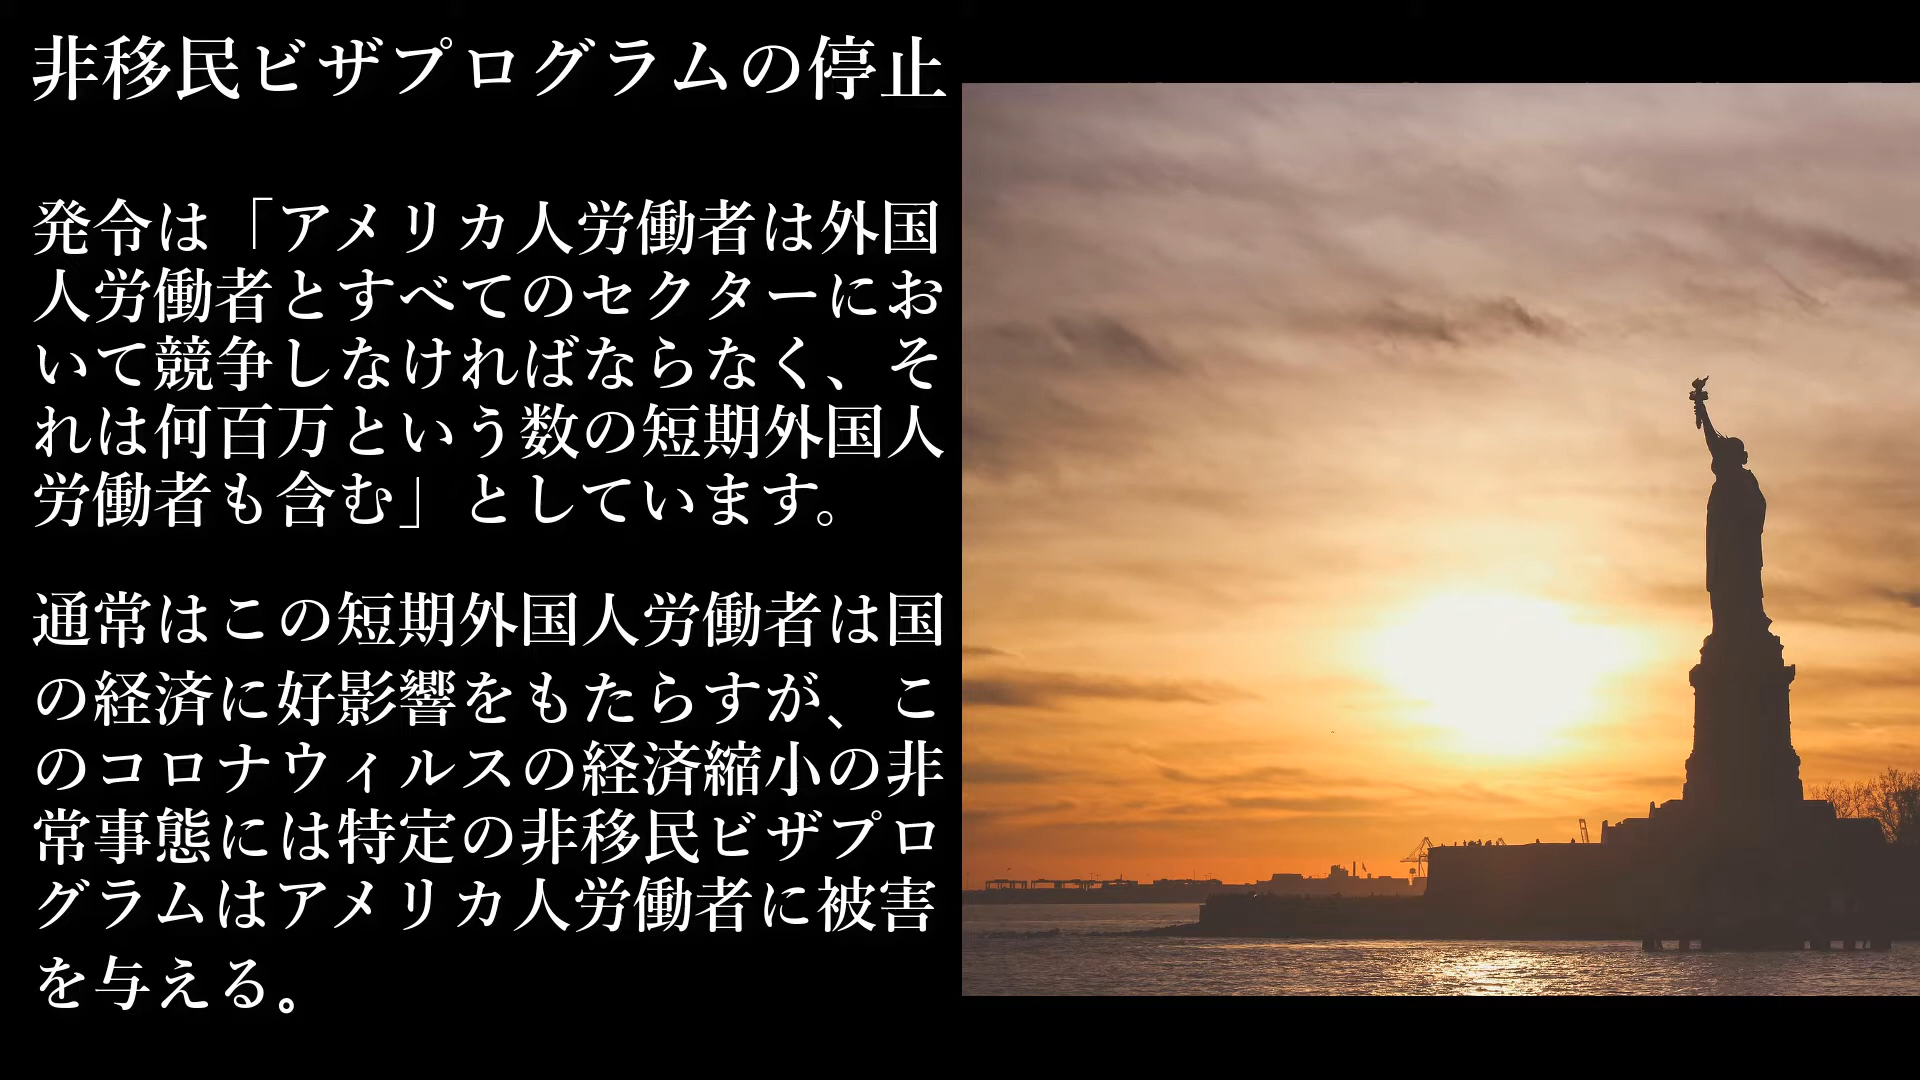 非移民ビザプログラムの停止
発令は「アメリカ人労働者は外国
人労働者とすべてのセクターにお
いて競争しなければならなく、そ
れは何百万という数の短期外国人
労働者も含む」としています。
通常はこの短期外国人労働者は国
の経済に好影響をもたらすが、こ
のコロナウィルスの経済縮小の非
常事態には特定の非移民ビザプロ
グラムはアメリカ人労働者に被害
を与える。